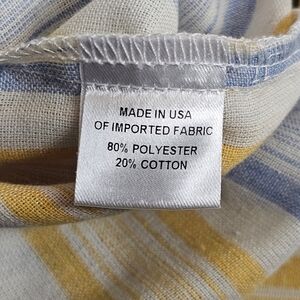 MADE IN USA
OF IMPORTED FABRIC
80% POLYESTER
20% COTTON